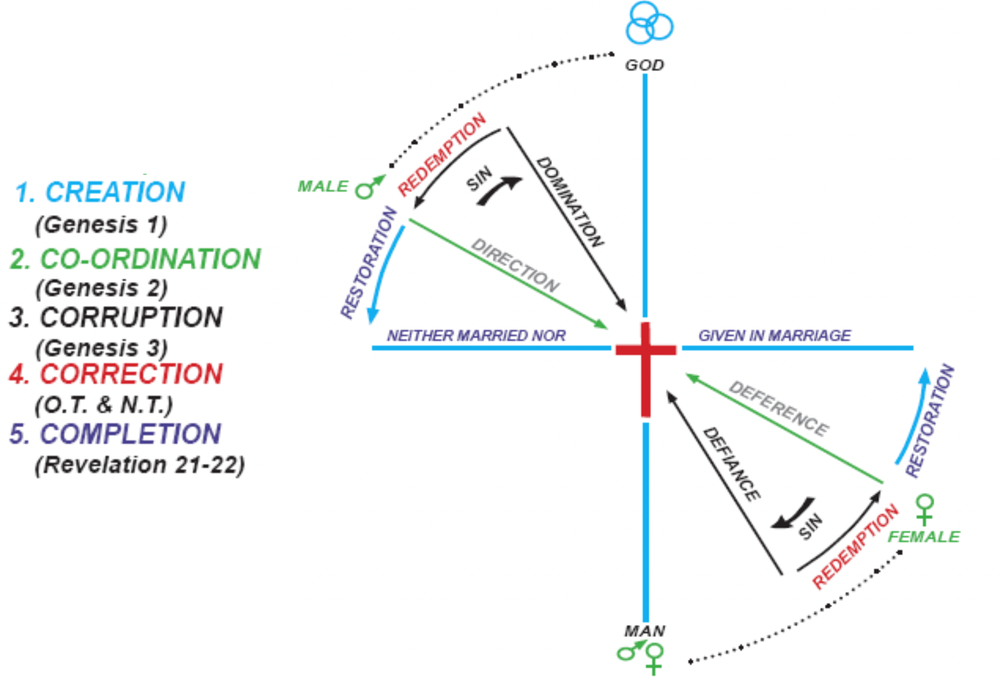 1. CREATION
(Genesis 1)
2. CO-ORDINATION
(Genesis 2)
3. CORRUPTION
(Genesis 3)
4. CORRECTION
(O.T. & N.T.)
5. COMPLETION
(Revelation 21-22)
GOD
REDEMPTION
SIN
DOMINATION
MALE
RESTORATION
DIRECTION
NEITHER MARRIED NOR
GIVEN IN MARRIAGE
DEFERENCE
RESTORATION
DEFIANCE
SIN
REDEMPTION
FEMALE
MAN